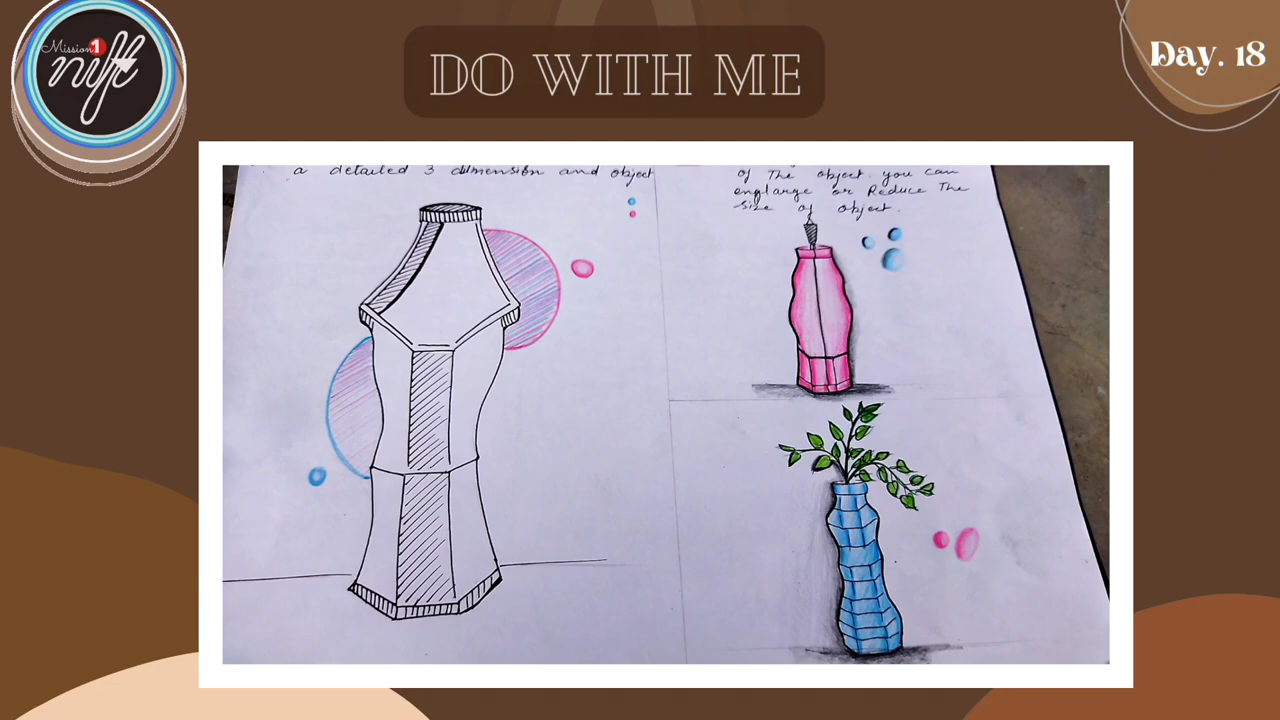 Mission 1
nift
DO WITH ME
Day. 18
a detailed 3 dimension and object
of The object. you can
englarge or Reduce The
size of object.